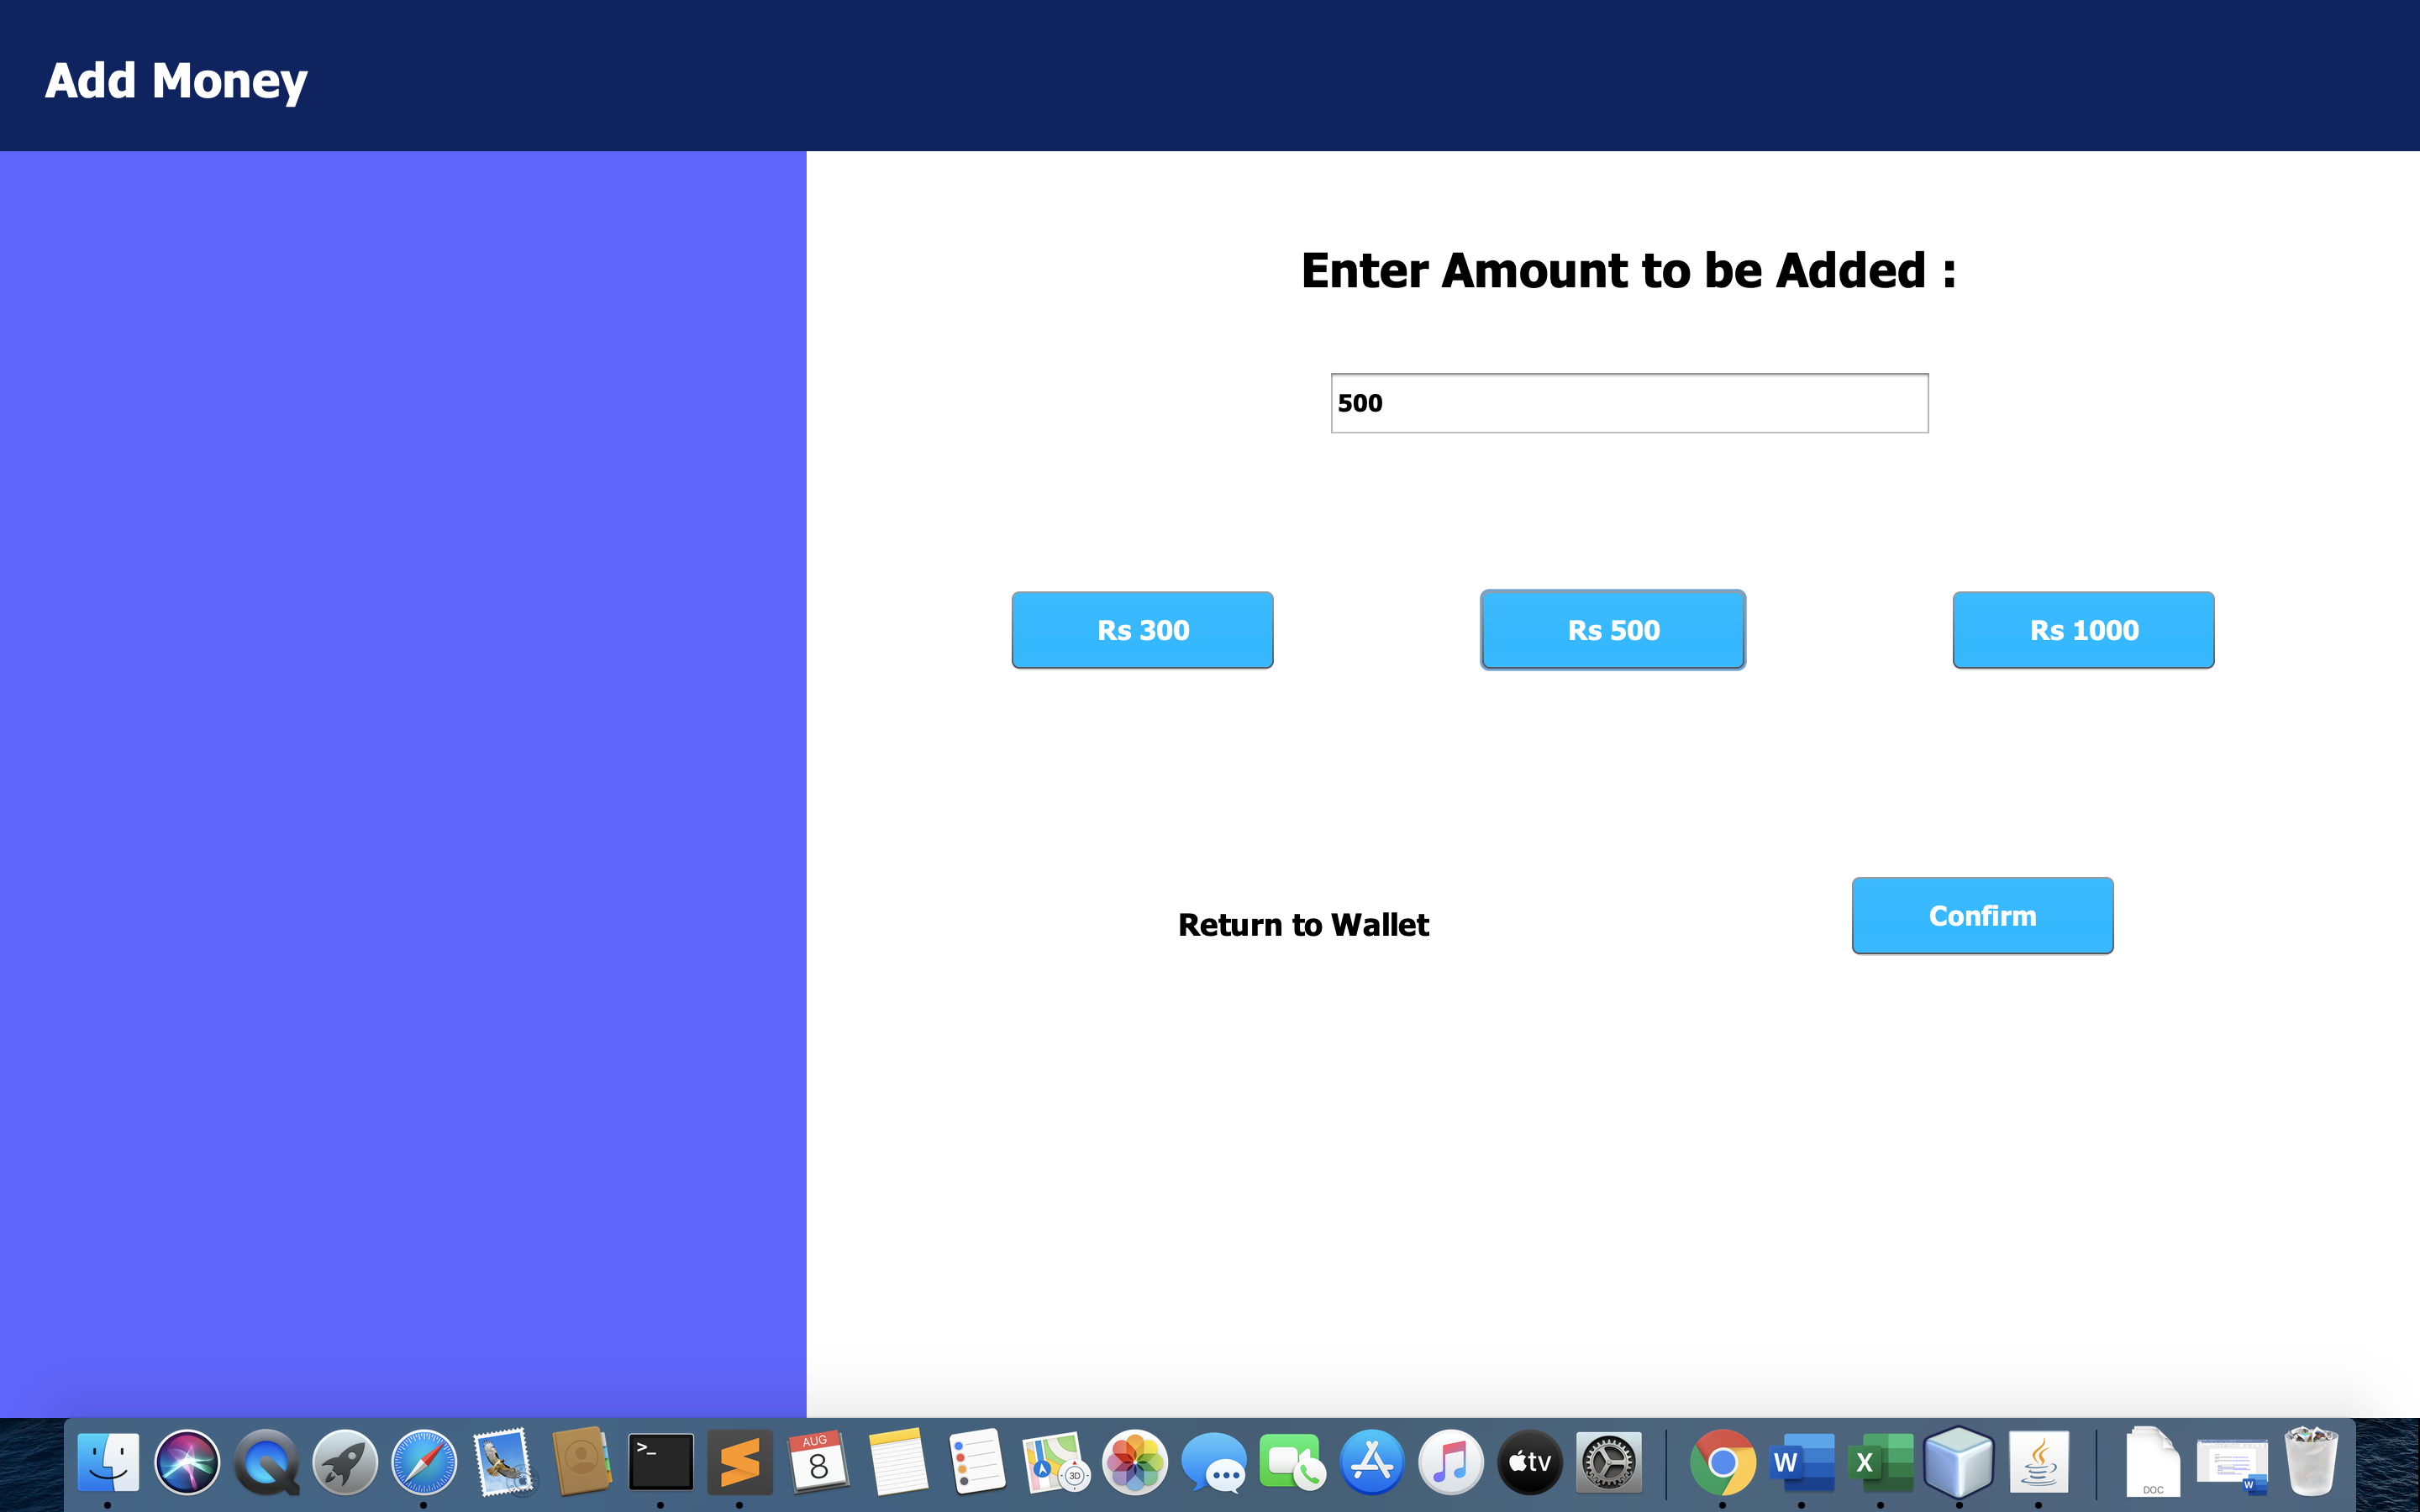 Add Money
Enter Amount to be Added :
500
Rs 300
Rs 500
Rs 1000
Return to Wallet
Confirm
>_
AUG
8
3D
tv
W
X
DOC
W